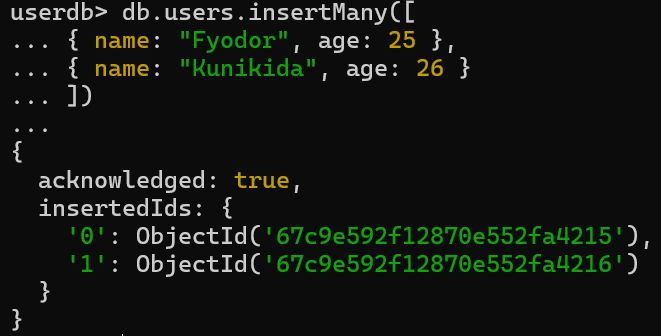 userdb> db.users.insertMany([
... { name: "Fyodor", age: 25 },
... { name: "Kunikida", age: 26 }
... ])
...
{
  acknowledged: true,
  insertedIds: {
    '0': ObjectId('67c9e592f12870e552fa4215'),
    '1': ObjectId('67c9e592f12870e552fa4216')
  }
}